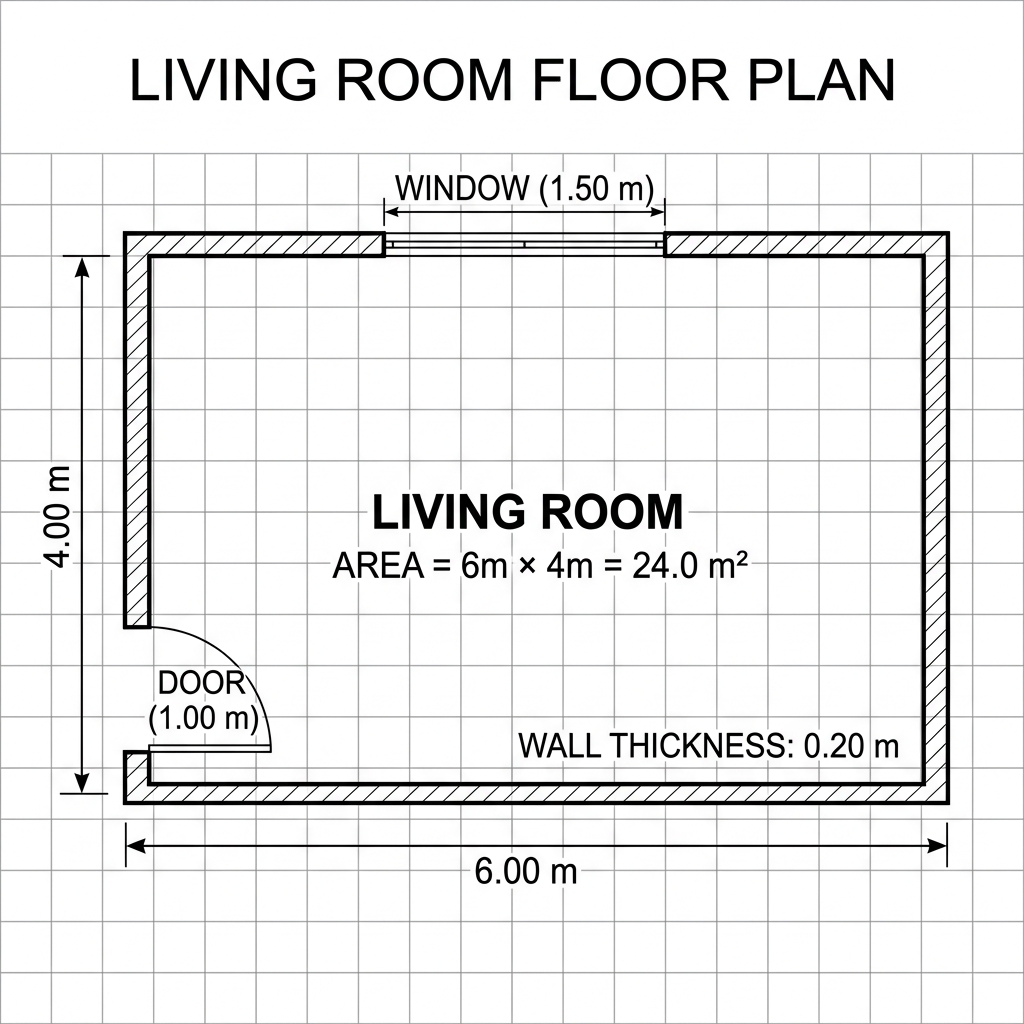 LIVING ROOM FLOOR PLAN
WINDOW (1.50 m)
4.00 m
LIVING ROOM
AREA = 6m × 4m = 24.0 m²
DOOR
(1.00 m)
WALL THICKNESS: 0.20 m
6.00 m